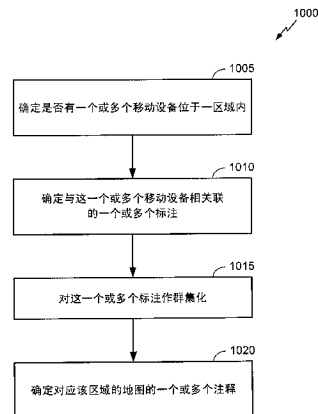 1000
1005
确定是否有一个或多个移动设备位于一区域内
1010
确定与这一个或多个移动设备相关联
的一个或多个标注
1015
对这一个或多个标注作群集化
1020
确定对应该区域的地图的一个或多个注释